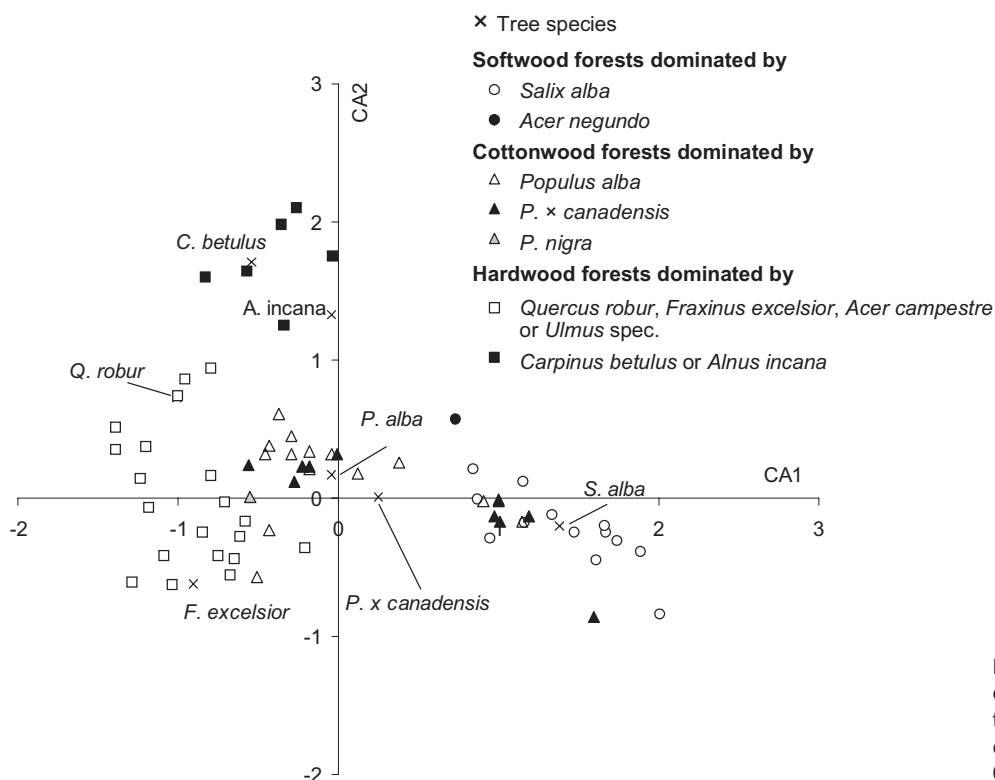 × Tree species
Softwood forests dominated by
Salix alba
Acer negundo
Cottonwood forests dominated by
Populus alba
P. × canadensis
P. nigra
Hardwood forests dominated by
Quercus robur, Fraxinus excelsior, Acer campestre
or Ulmus spec.
Carpinus betulus or Alnus incana
3
CA2
2
C. betulus
A. incana
1
Q. robur
P. alba
CA1
S. alba
0
-2
-1
0
1
2
3
F. excelsior
P. x canadensis
-1
-2